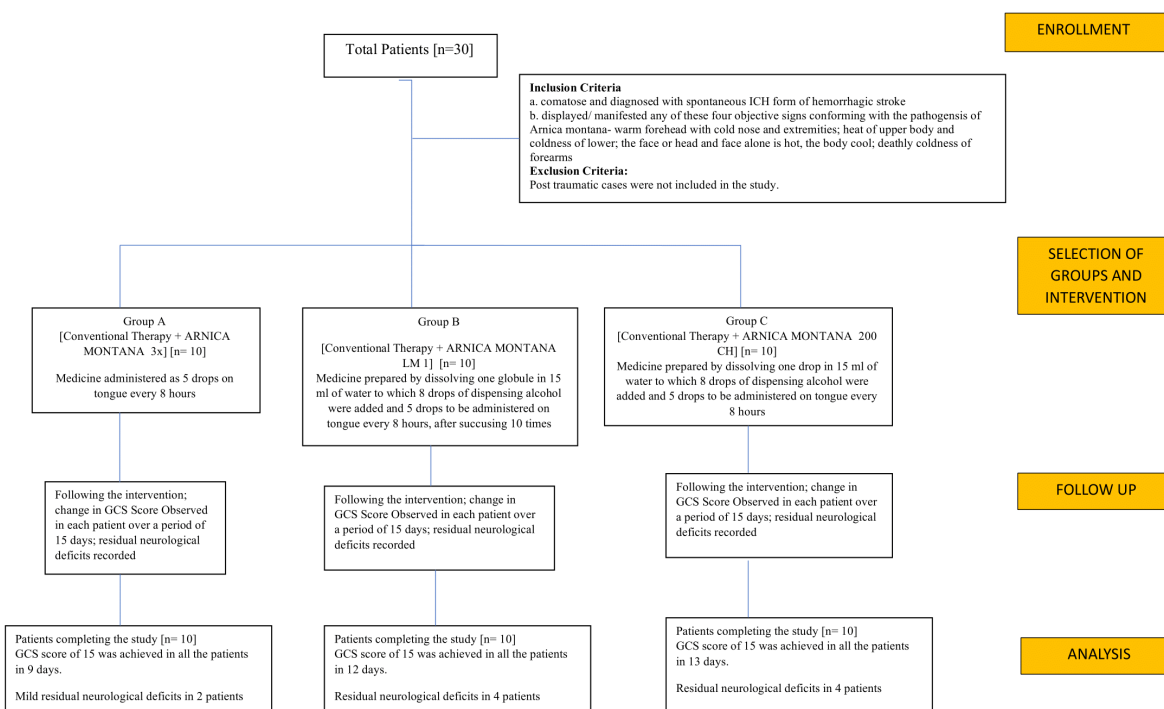 ENROLLMENT
Total Patients [n=30]
Inclusion Criteria
a. comatose and diagnosed with spontaneous ICH form of hemorrhagic stroke
b. displayed/ manifested any of these four objective signs conforming with the pathogensis of
Arnica montana- warm forehead with cold nose and extremities; heat of upper body and
coldness of lower; the face or head and face alone is hot, the body cool; deathly coldness of
forearms
Exclusion Criteria:
Post traumatic cases were not included in the study.
SELECTION OF
GROUPS AND
INTERVENTION
Group A
[Conventional Therapy + ARNICA
MONTANA 3x] [n= 10]
Medicine administered as 5 drops on
tongue every 8 hours
Group B
[Conventional Therapy + ARNICA MONTANA
LM 1] [n= 10]
Medicine prepared by dissolving one globule in 15
ml of water to which 8 drops of dispensing alcohol
were added and 5 drops to be administered on
tongue every 8 hours, after succusing 10 times
Group C
[Conventional Therapy + ARNICA MONTANA 200
CH] [n= 10]
Medicine prepared by dissolving one drop in 15 ml of
water to which 8 drops of dispensing alcohol were
added and 5 drops to be administered on tongue every
8 hours
FOLLOW UP
Following the intervention;
change in GCS Score Observed
in each patient over a period of
15 days; residual neurological
deficits recorded
Following the intervention; change in
GCS Score Observed in each patient over
a period of 15 days; residual neurological
deficits recorded
Following the intervention; change in
GCS Score Observed in each patient over
a period of 15 days; residual neurological
deficits recorded
ANALYSIS
Patients completing the study [n= 10]
GCS score of 15 was achieved in all the patients
in 9 days.
Mild residual neurological deficits in 2 patients
Patients completing the study [n= 10]
GCS score of 15 was achieved in all the patients
in 12 days.
Residual neurological deficits in 4 patients
Patients completing the study [n= 10]
GCS score of 15 was achieved in all the patients
in 13 days.
Residual neurological deficits in 4 patients